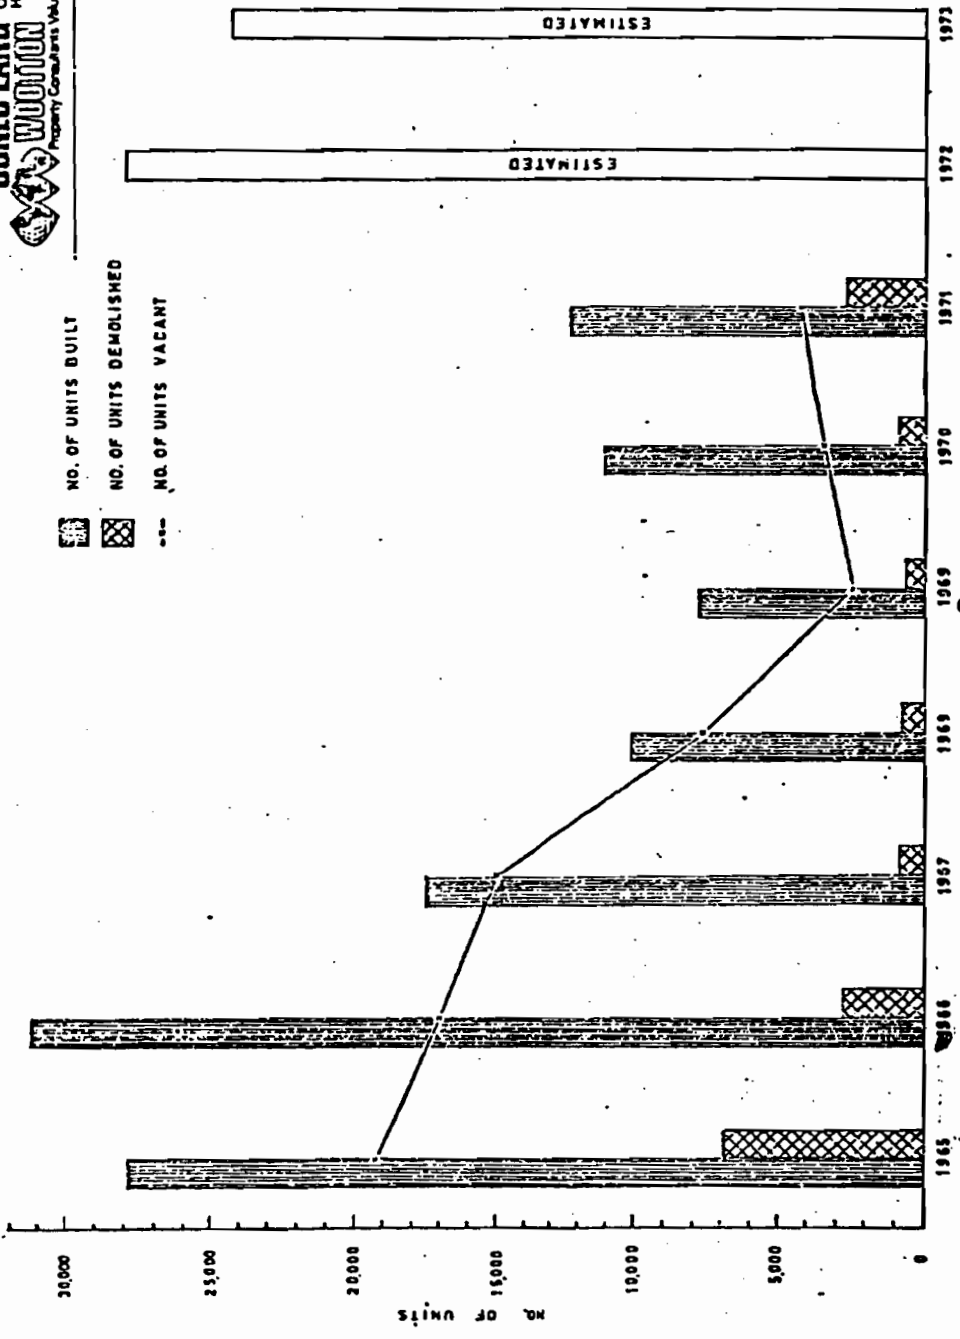 WOOTTON
Property Consultants
NO. OF UNITS BUILT
NO. OF UNITS DEMOLISHED
NO. OF UNITS VACANT
NO. OF UNITS
30,000
25,000
20,000
15,000
10,000
5,000
0
ESTIMATED
ESTIMATED
1965
1966
1967
1969
1969
1970
1971
1972
1973